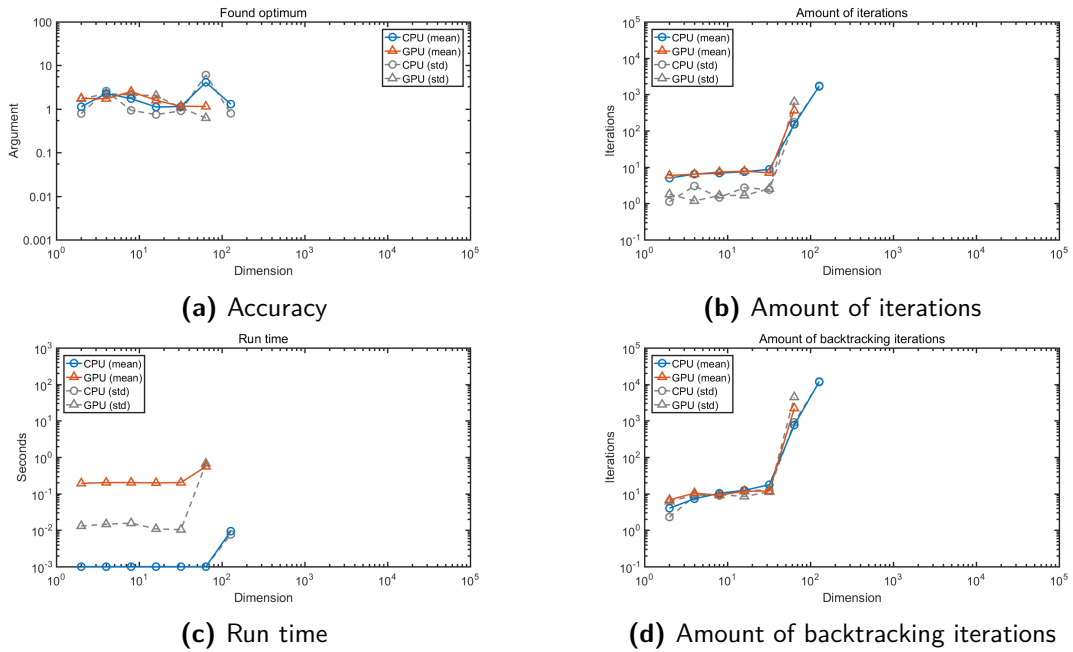 Found optimum
Argument
100
10
1
0.1
0.01
0.001
CPU (mean)
GPU (mean)
CPU (std)
GPU (std)
10^0 10^1 10^2 10^3 10^4 10^5
Dimension
(a) Accuracy
Amount of iterations
Iterations
10^5
10^4
10^3
10^2
10^1
10^0
10^-1
CPU (mean)
GPU (mean)
CPU (std)
GPU (std)
10^0 10^1 10^2 10^3 10^4 10^5
Dimension
(b) Amount of iterations
Run time
Seconds
10^3
10^2
10^1
10^0
10^-1
10^-2
10^-3
CPU (mean)
GPU (mean)
CPU (std)
GPU (std)
10^0 10^1 10^2 10^3 10^4 10^5
Dimension
(c) Run time
Amount of backtracking iterations
Iterations
10^5
10^4
10^3
10^2
10^1
10^0
10^-1
CPU (mean)
GPU (mean)
CPU (std)
GPU (std)
10^0 10^1 10^2 10^3 10^4 10^5
Dimension
(d) Amount of backtracking iterations